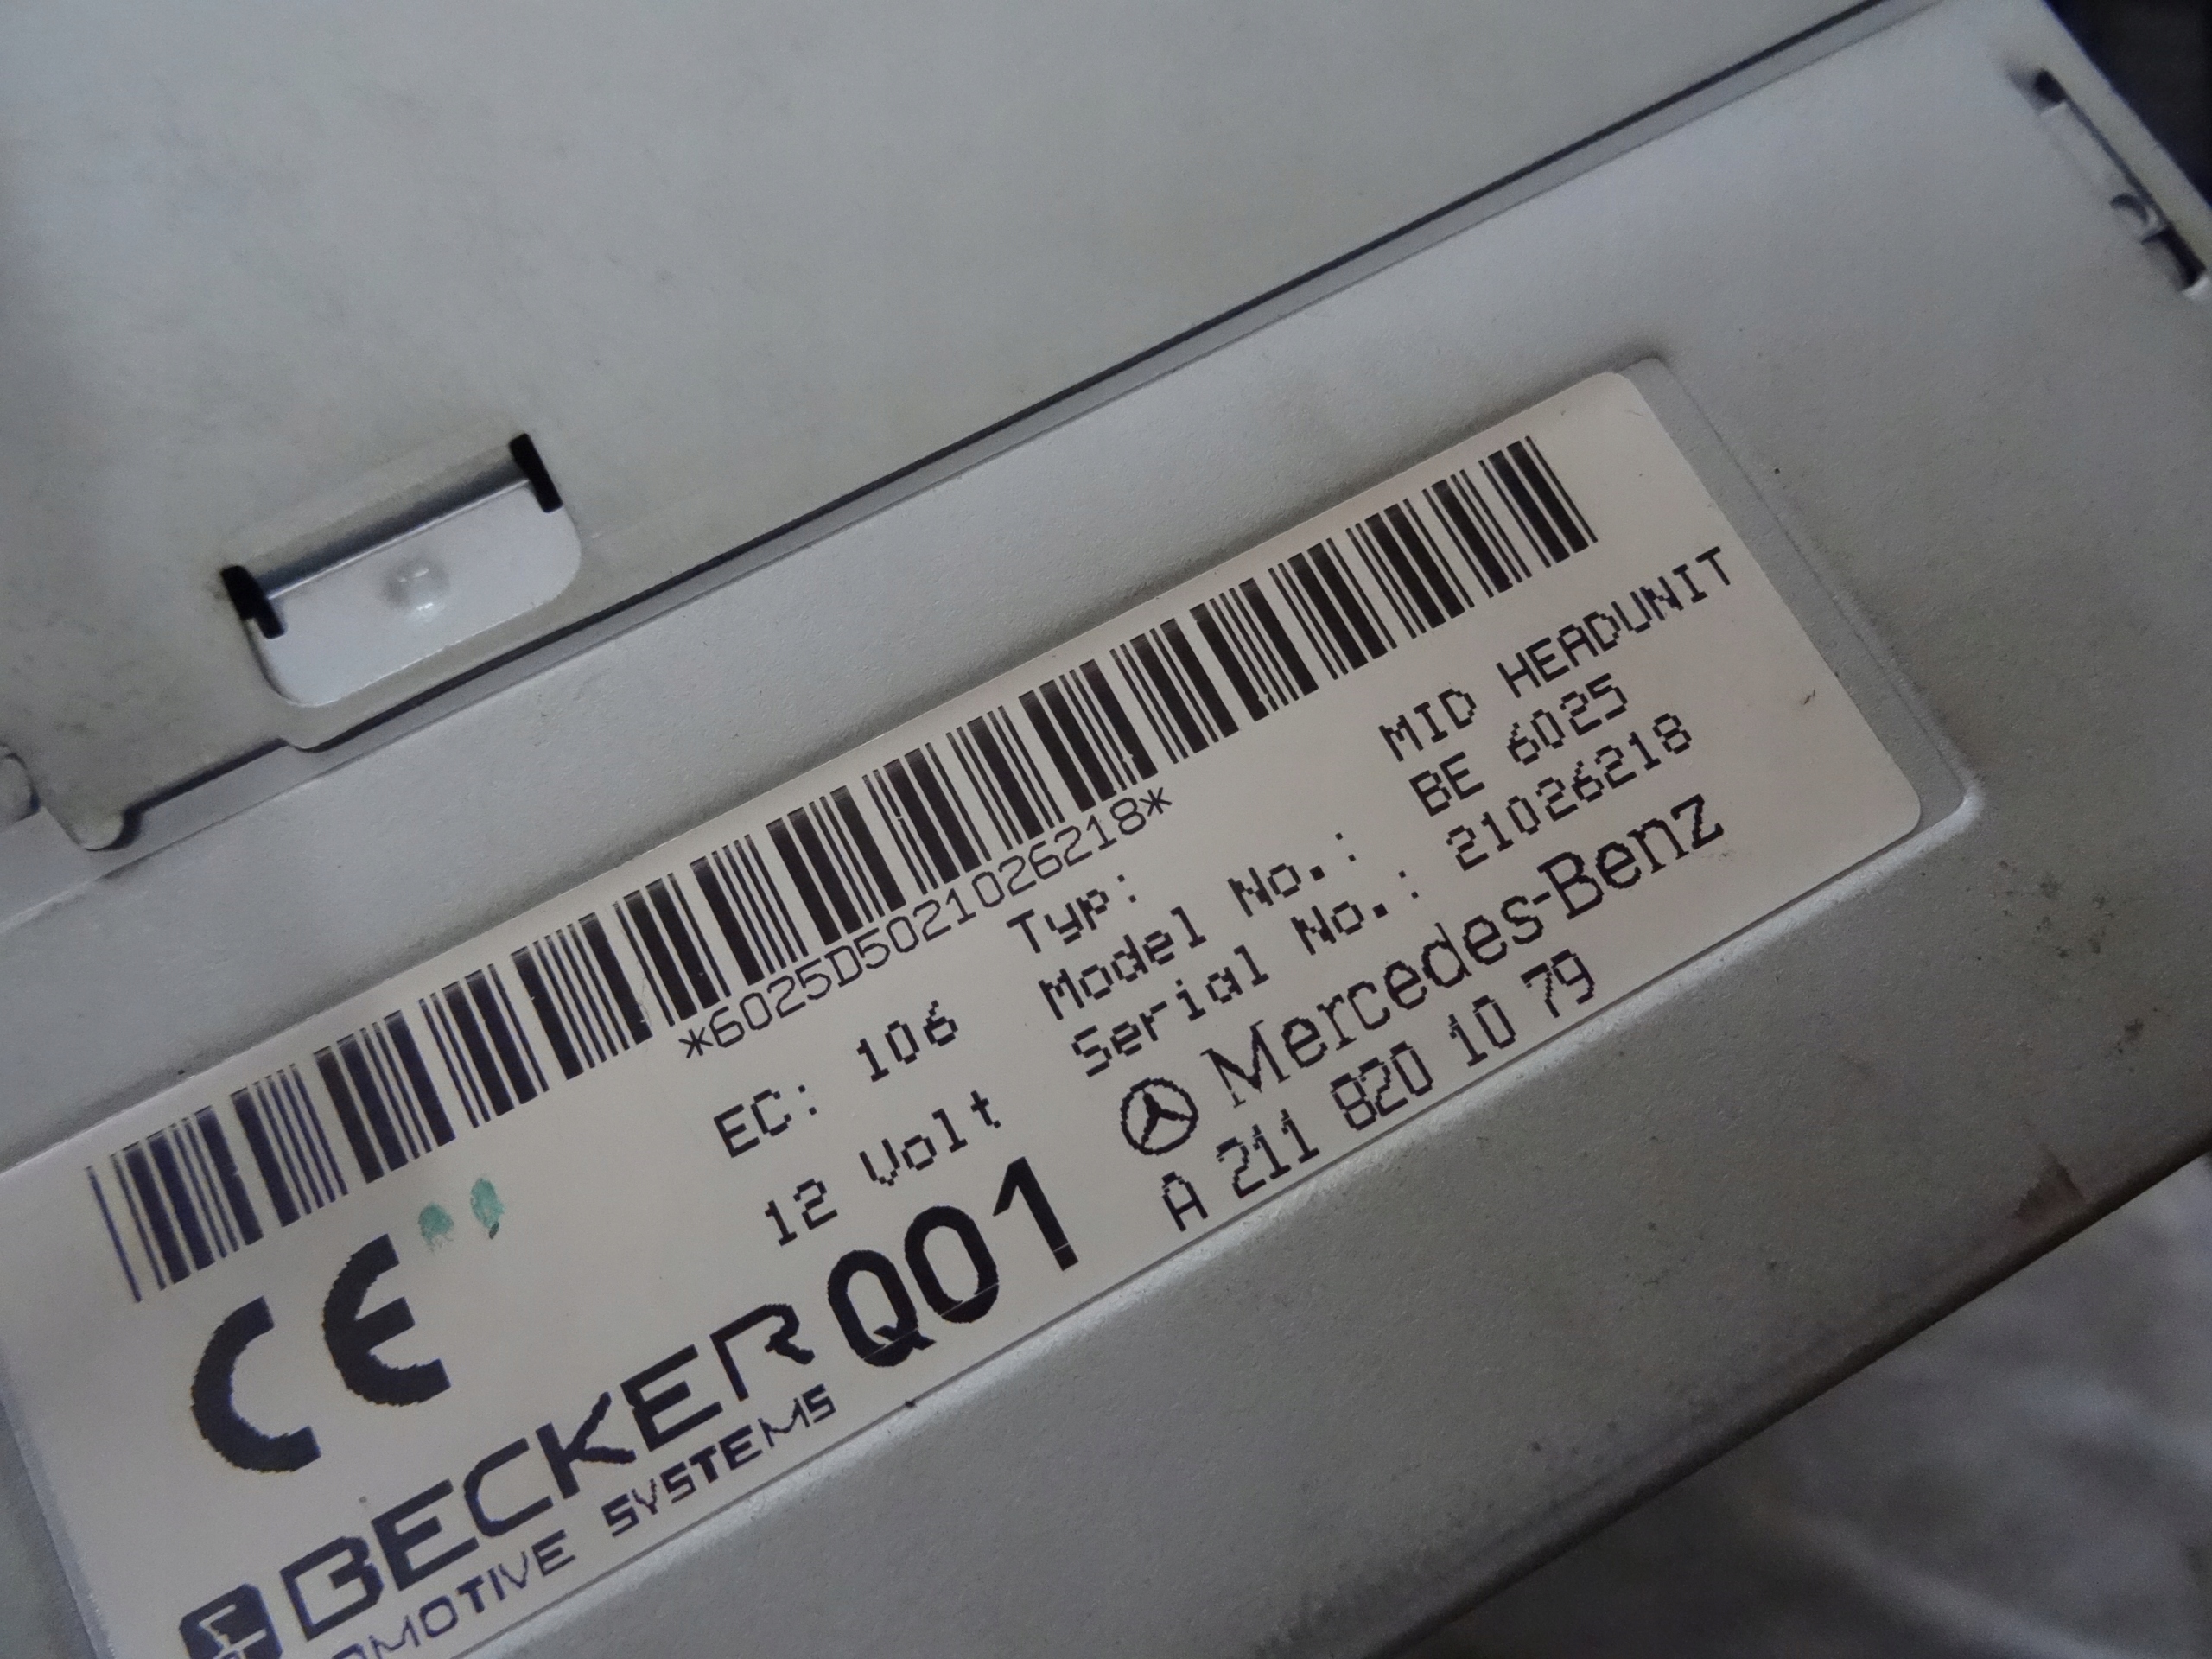 *6025D5021026218*
EC: 106
12 Volt
Q01
Typ: MID HEADUNIT
Model No.: BE 6025
Serial No.: 21026218
Mercedes-Benz
A 211 820 10 79
CE
BECKER
OMOTIVE SYSTEMS